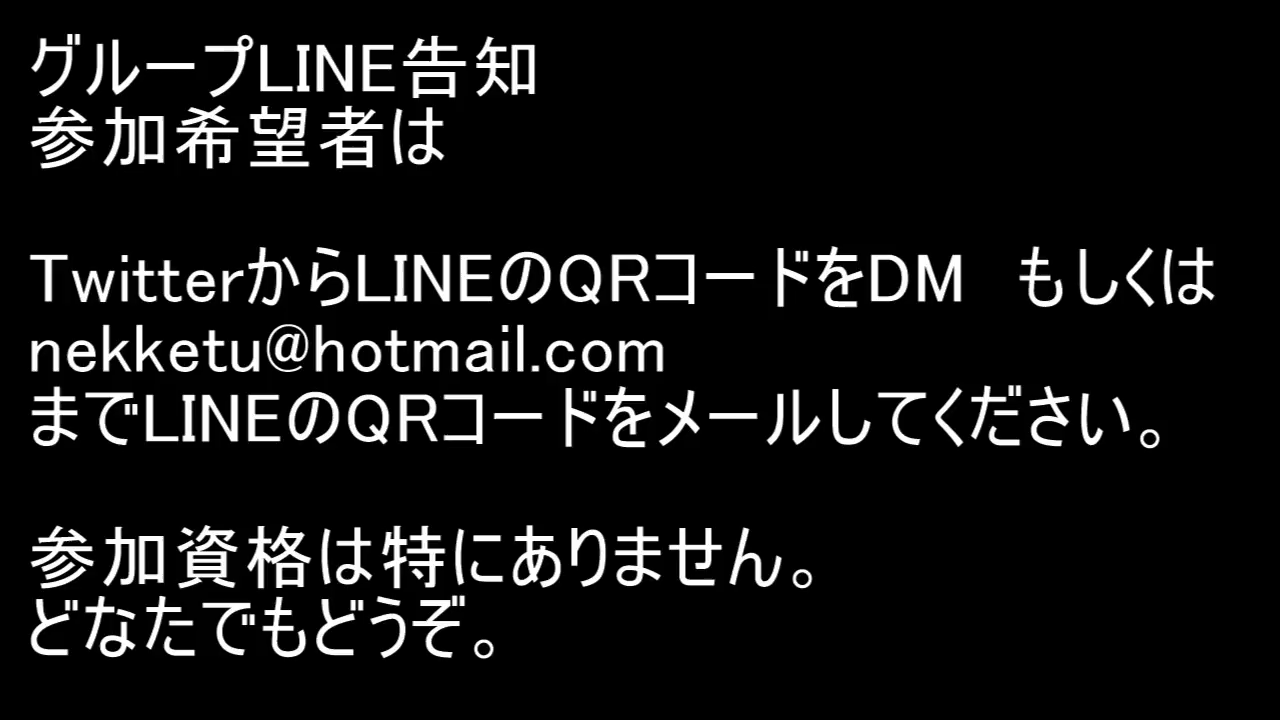 グループLINE告知
参加希望者は
TwitterからLINEのQRコードをDM　もしくは
nekketu@hotmail.com
までLINEのQRコードをメールしてください。
参加資格は特にありません。
どなたでもどうぞ。